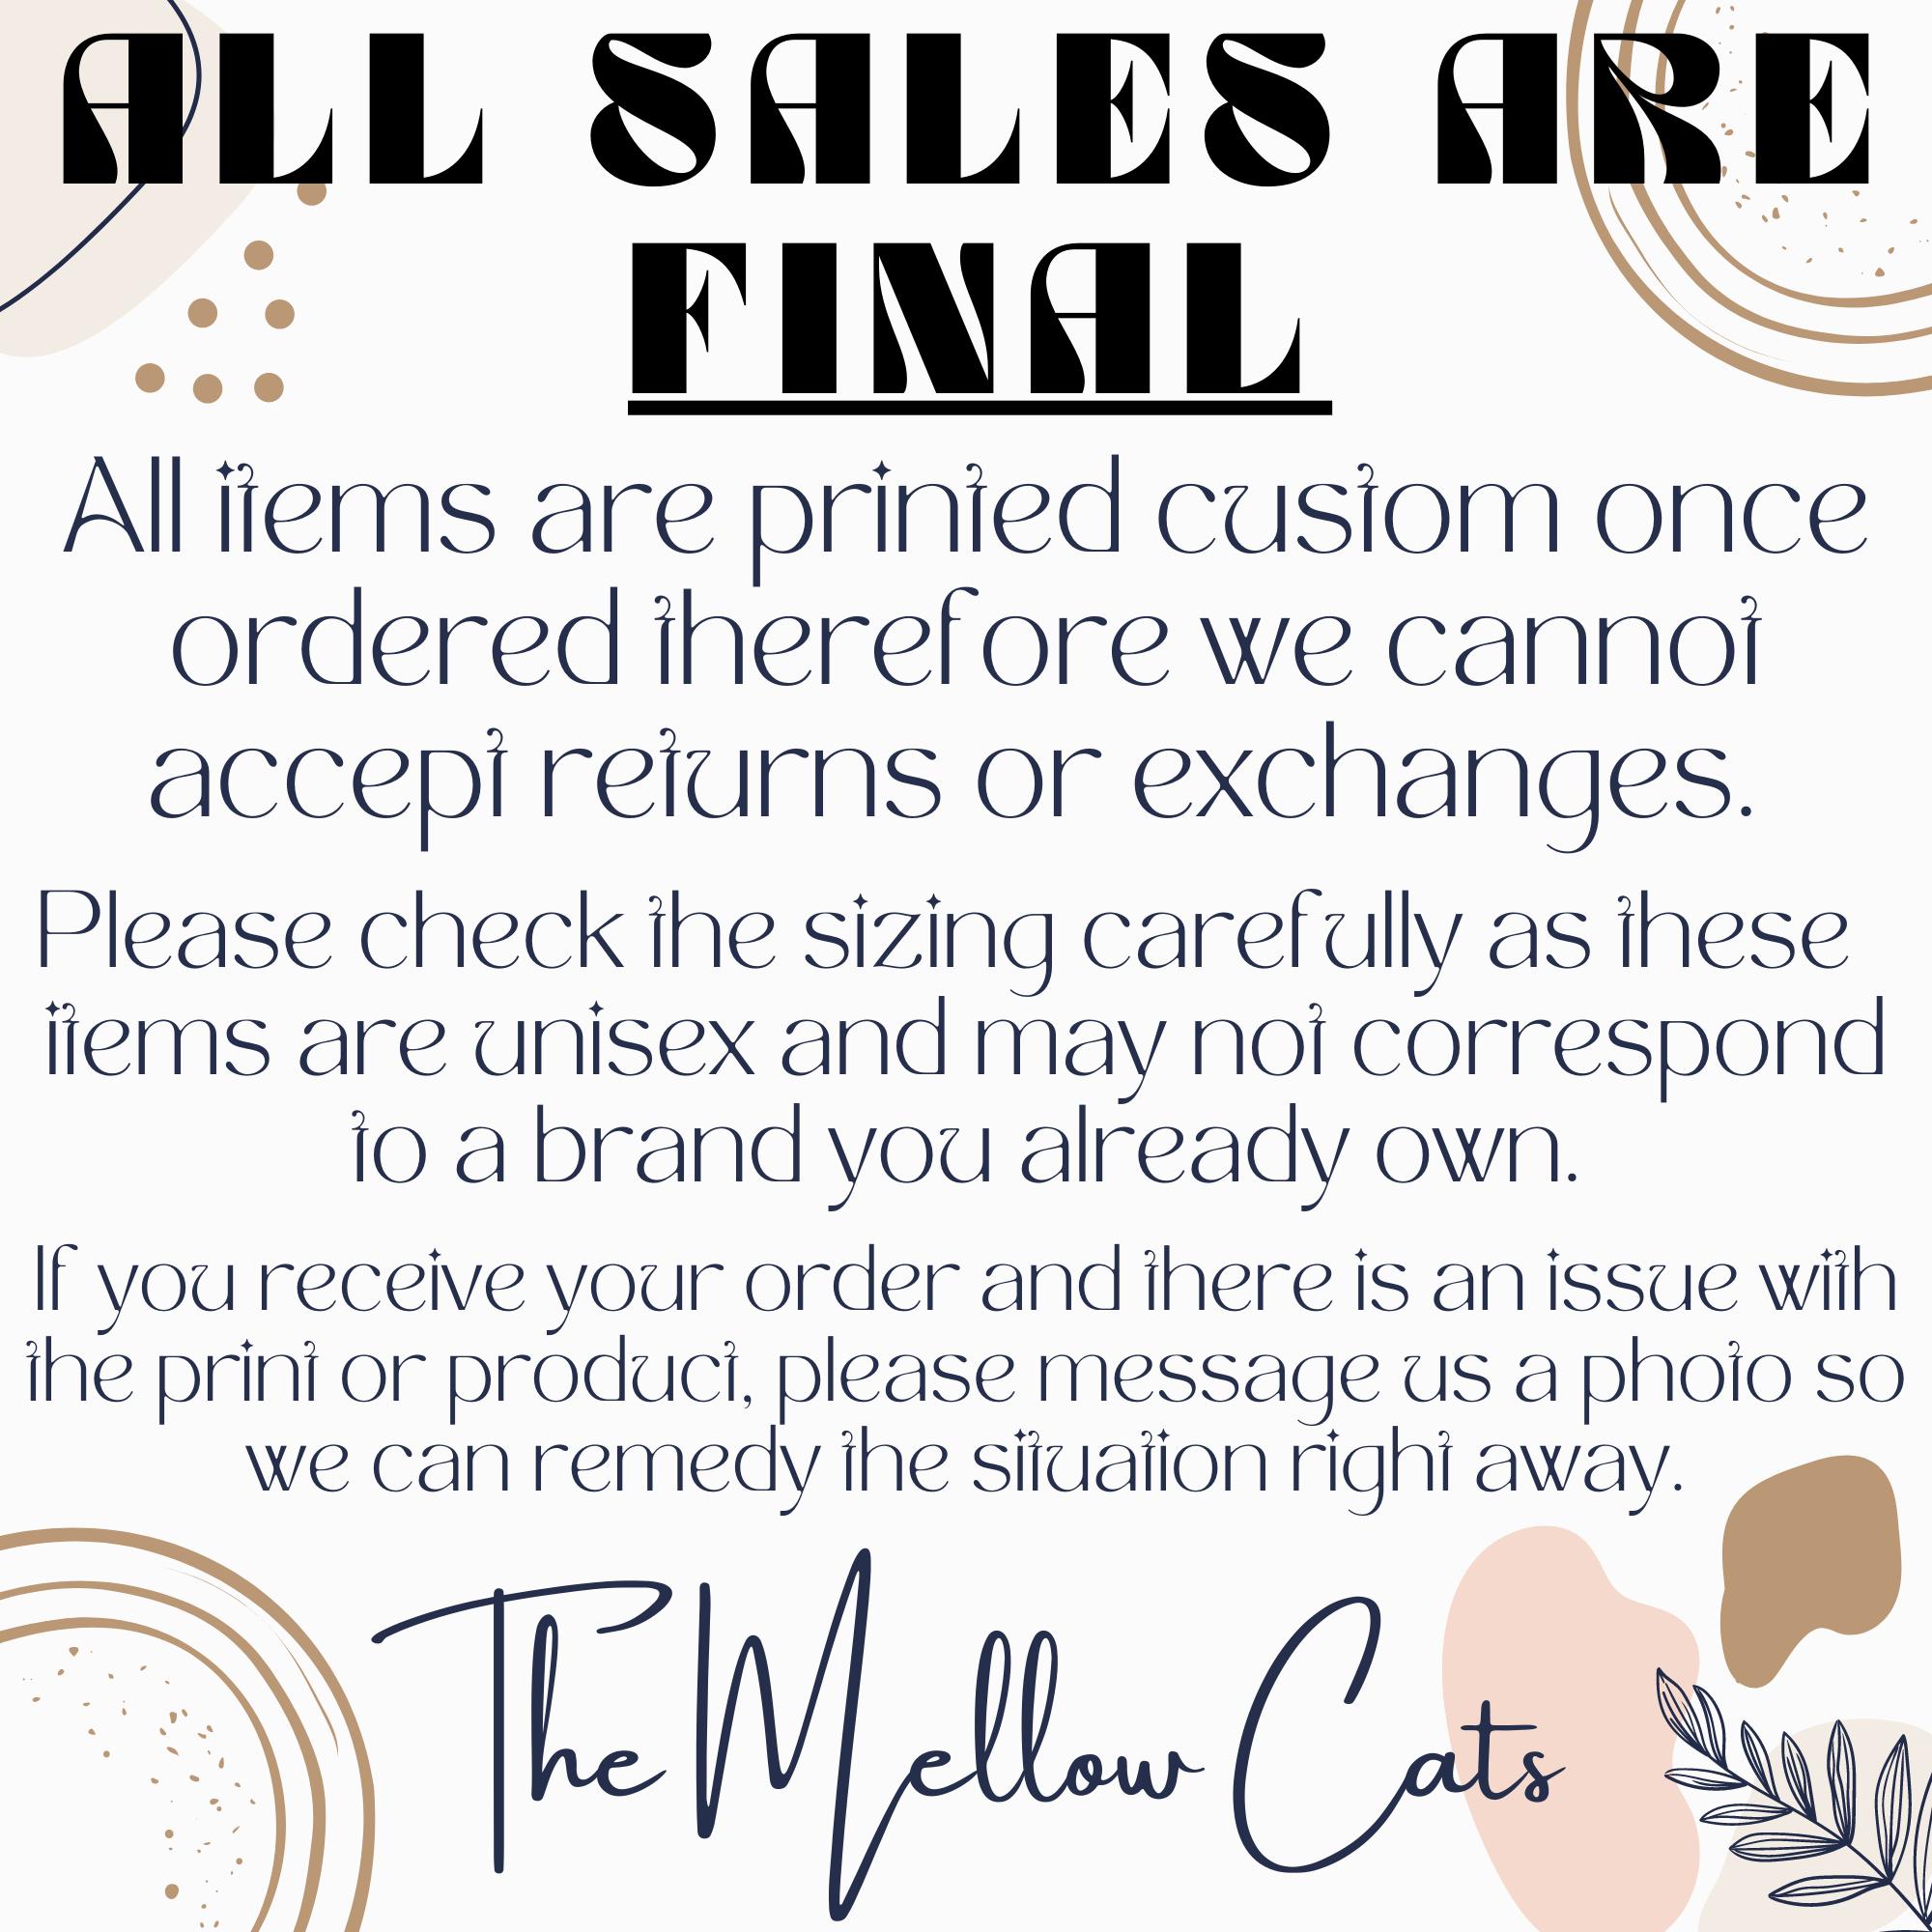 ALL SALES ARE
FINAL
All items are printed custom once
ordered therefore we cannot
accept returns or exchanges.
Please check the sizing carefully as these
items are unisex and may not correspond
to a brand you already own.
If you receive your order and there is an issue with
the print or product, please message us a photo so
we can remedy the situation right away.
The Mellow Cats